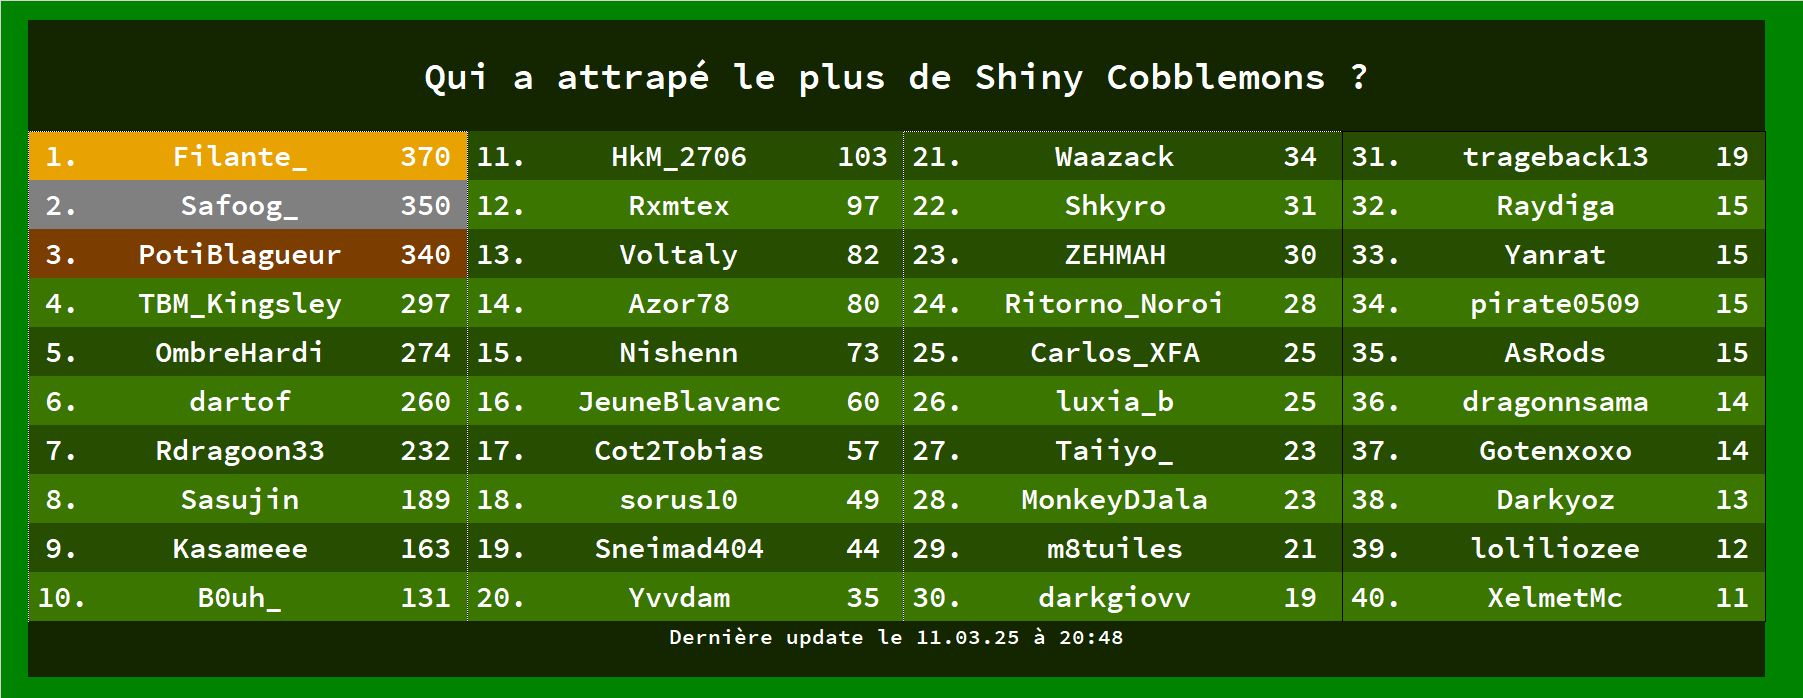 Qui a attrapé le plus de Shiny Cobblemons ?
1. Filante_ 370 11. HkM_2706 103 21. Waazack 34 31. trageback13 19
2. Safoog_ 350 12. Rxmtex 97 22. Shkyro 31 32. Raydiga 15
3. PotiBlagueur 340 13. Voltaly 82 23. ZEHMAH 30 33. Yanrat 15
4. TBM_Kingsley 297 14. Azor78 80 24. Ritorno_Noroi 28 34. pirate0509 15
5. OmbreHardi 274 15. Nishenn 73 25. Carlos_XFA 25 35. AsRods 15
6. dartof 260 16. JeuneBlavanc 60 26. luxia_b 25 36. dragonnsama 14
7. Rdragoon33 232 17. Cot2Tobias 57 27. Taiiyo_ 23 37. Gotenxoxo 14
8. Sasujin 189 18. sorus10 49 28. MonkeyDJala 23 38. Darkyoz 13
9. Kasameee 163 19. Sneimad404 44 29. m8tuiles 21 39. loliliozee 12
10. B0uh_ 131 20. Yvvdam 35 30. darkgiovv 19 40. XelmetMc 11
Dernière update le 11.03.25 à 20:48